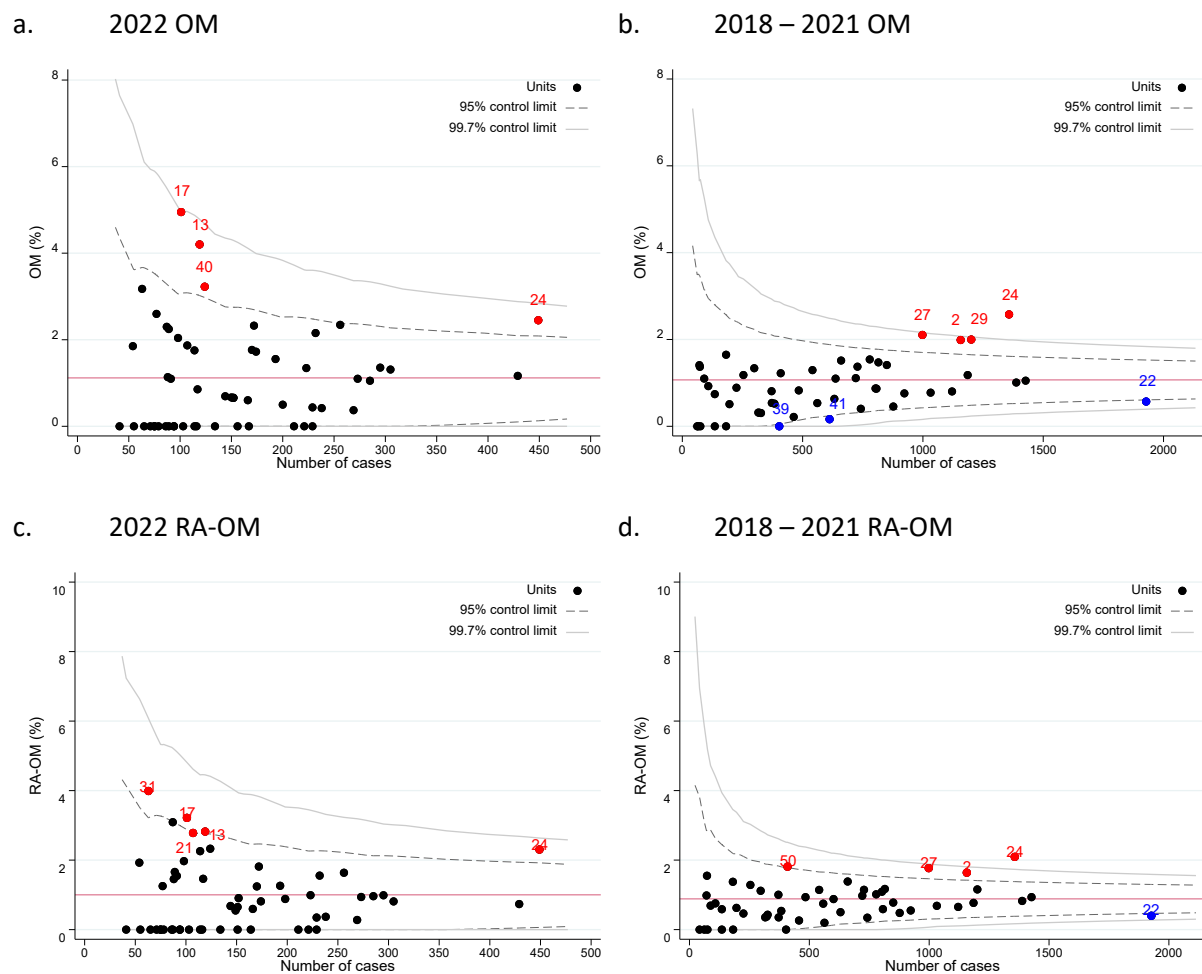 a. 2022 OM
b. 2018 – 2021 OM
8
6
4
2
0
OM (%)
Units
95% control limit
99.7% control limit
17
13
40
24
0 50 100 150 200 250 300 350 400 450 500
Number of cases
8
6
4
2
0
OM (%)
Units
95% control limit
99.7% control limit
24
27
2
29
22
39
41
0 500 1000 1500 2000
Number of cases
c. 2022 RA-OM
d. 2018 – 2021 RA-OM
10
8
6
4
2
0
RA-OM (%)
Units
95% control limit
99.7% control limit
31
17
21
13
24
0 50 100 150 200 250 300 350 400 450 500
Number of cases
10
8
6
4
2
0
RA-OM (%)
Units
95% control limit
99.7% control limit
50
27
2
24
22
0 500 1000 1500 2000
Number of cases